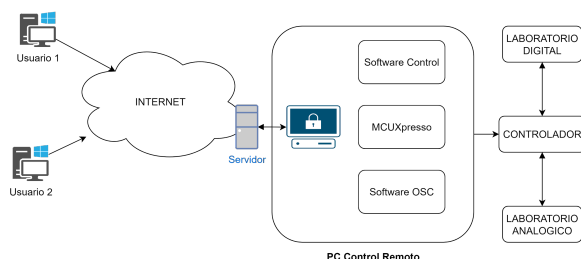 Usuario 1
INTERNET
Usuario 2
Servidor
Software Control
MCUXpresso
Software OSC
PC Control Remoto
LABORATORIO
DIGITAL
CONTROLADOR
LABORATORIO
ANALOGICO